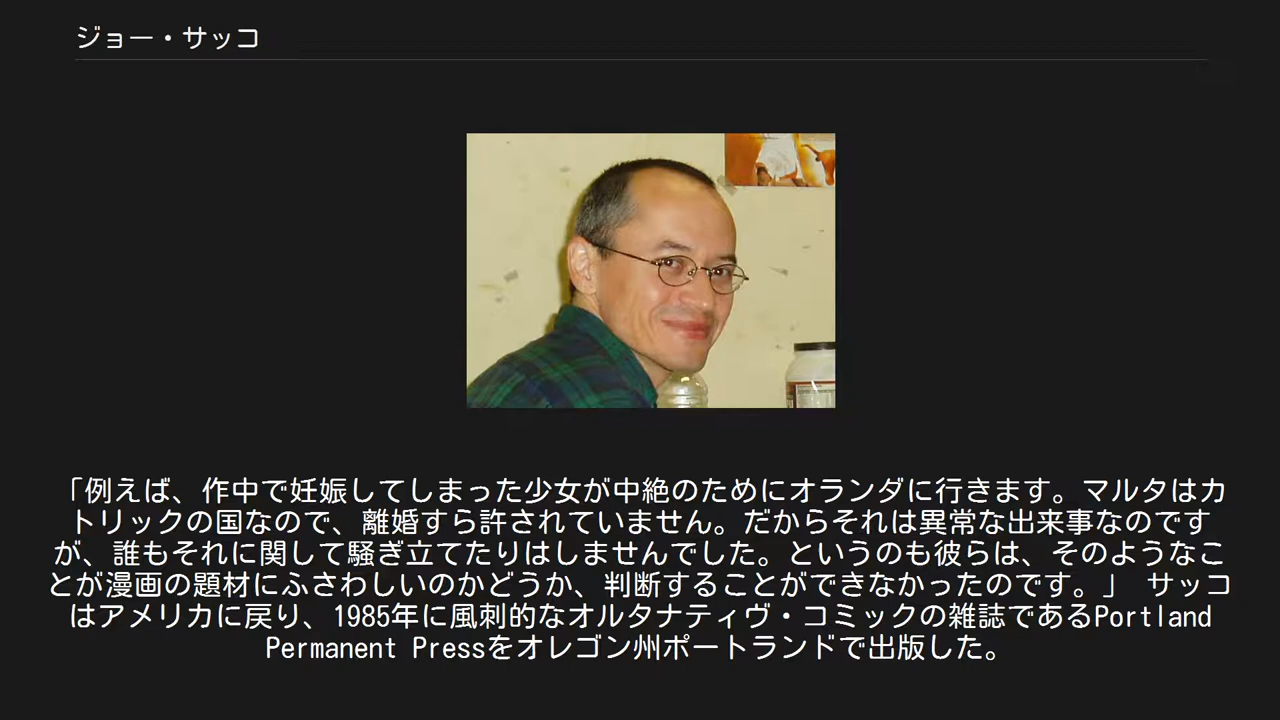 ジョー・サッコ
「例えば、作中で妊娠してしまった少女が中絶のためにオランダに行きます。マルタはカ
トリックの国なので、離婚すら許されていません。だからそれは異常な出来事なのです
が、誰もそれに関して騒ぎ立てたりはしませんでした。というのも彼らは、そのようなこ
とが漫画の題材にふさわしいのかどうか、判断することができなかったのです。」 サッコ
はアメリカに戻り、1985年に風刺的なオルタナティヴ・コミックの雑誌であるPortland
Permanent Pressをオレゴン州ポートランドで出版した。